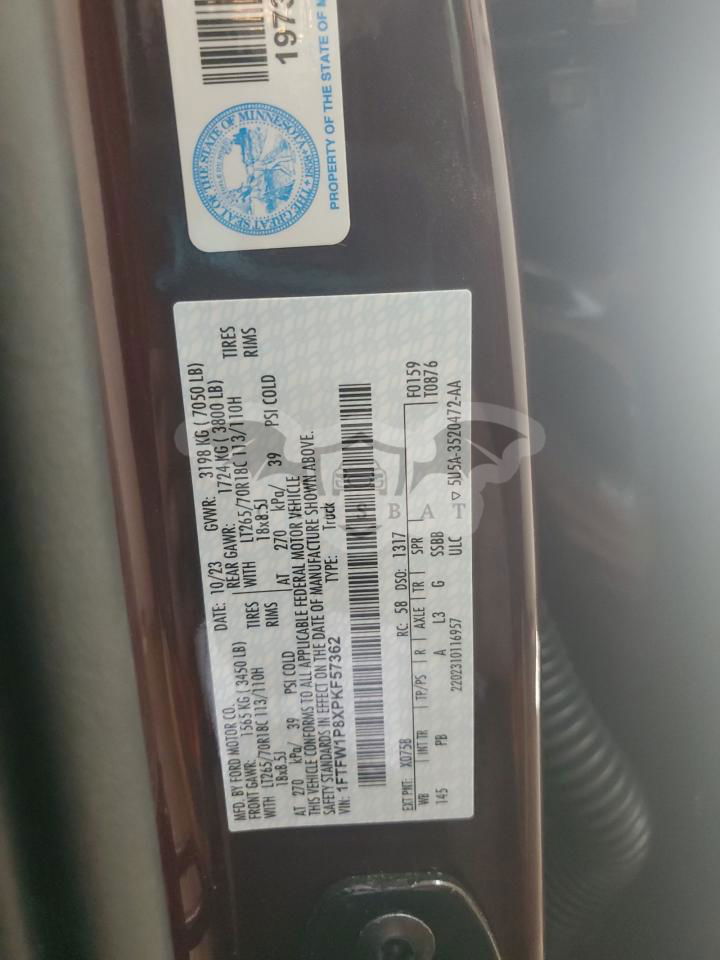 1973
PROPERTY OF THE STATE OF M
THE GREAT SEAL OF THE STATE OF MINNESOTA
1858
MFD. BY FORD MOTOR CO.
DATE: 10/23 GVWR: 3198 KG ( 7050 LB)
FRONT GAWR: 1565 KG ( 3450 LB) REAR GAWR: 1724 KG ( 3800 LB)
WITH LT265/70R18C 113/110H TIRES WITH LT265/70R18C 113/110H TIRES
18x8.5J RIMS 18x8.5J RIMS
AT 270 kPa/ 39 PSI COLD AT 270 kPa/ 39 PSI COLD
THIS VEHICLE CONFORMS TO ALL APPLICABLE FEDERAL MOTOR VEHICLE
SAFETY STANDARDS IN EFFECT ON THE DATE OF MANUFACTURE SHOWN ABOVE.
VIN: 1FTFW1P8XPKF57362 TYPE: Truck
F0159
T0876
EXT PNT: X0758 RC: 58 DSO: 1317
WB INT TR TP/PS R AXLE TR SPR
145 PB A L3 G SSBB
2202310116957 ULC 5U5A-3520472-AA
SBAT